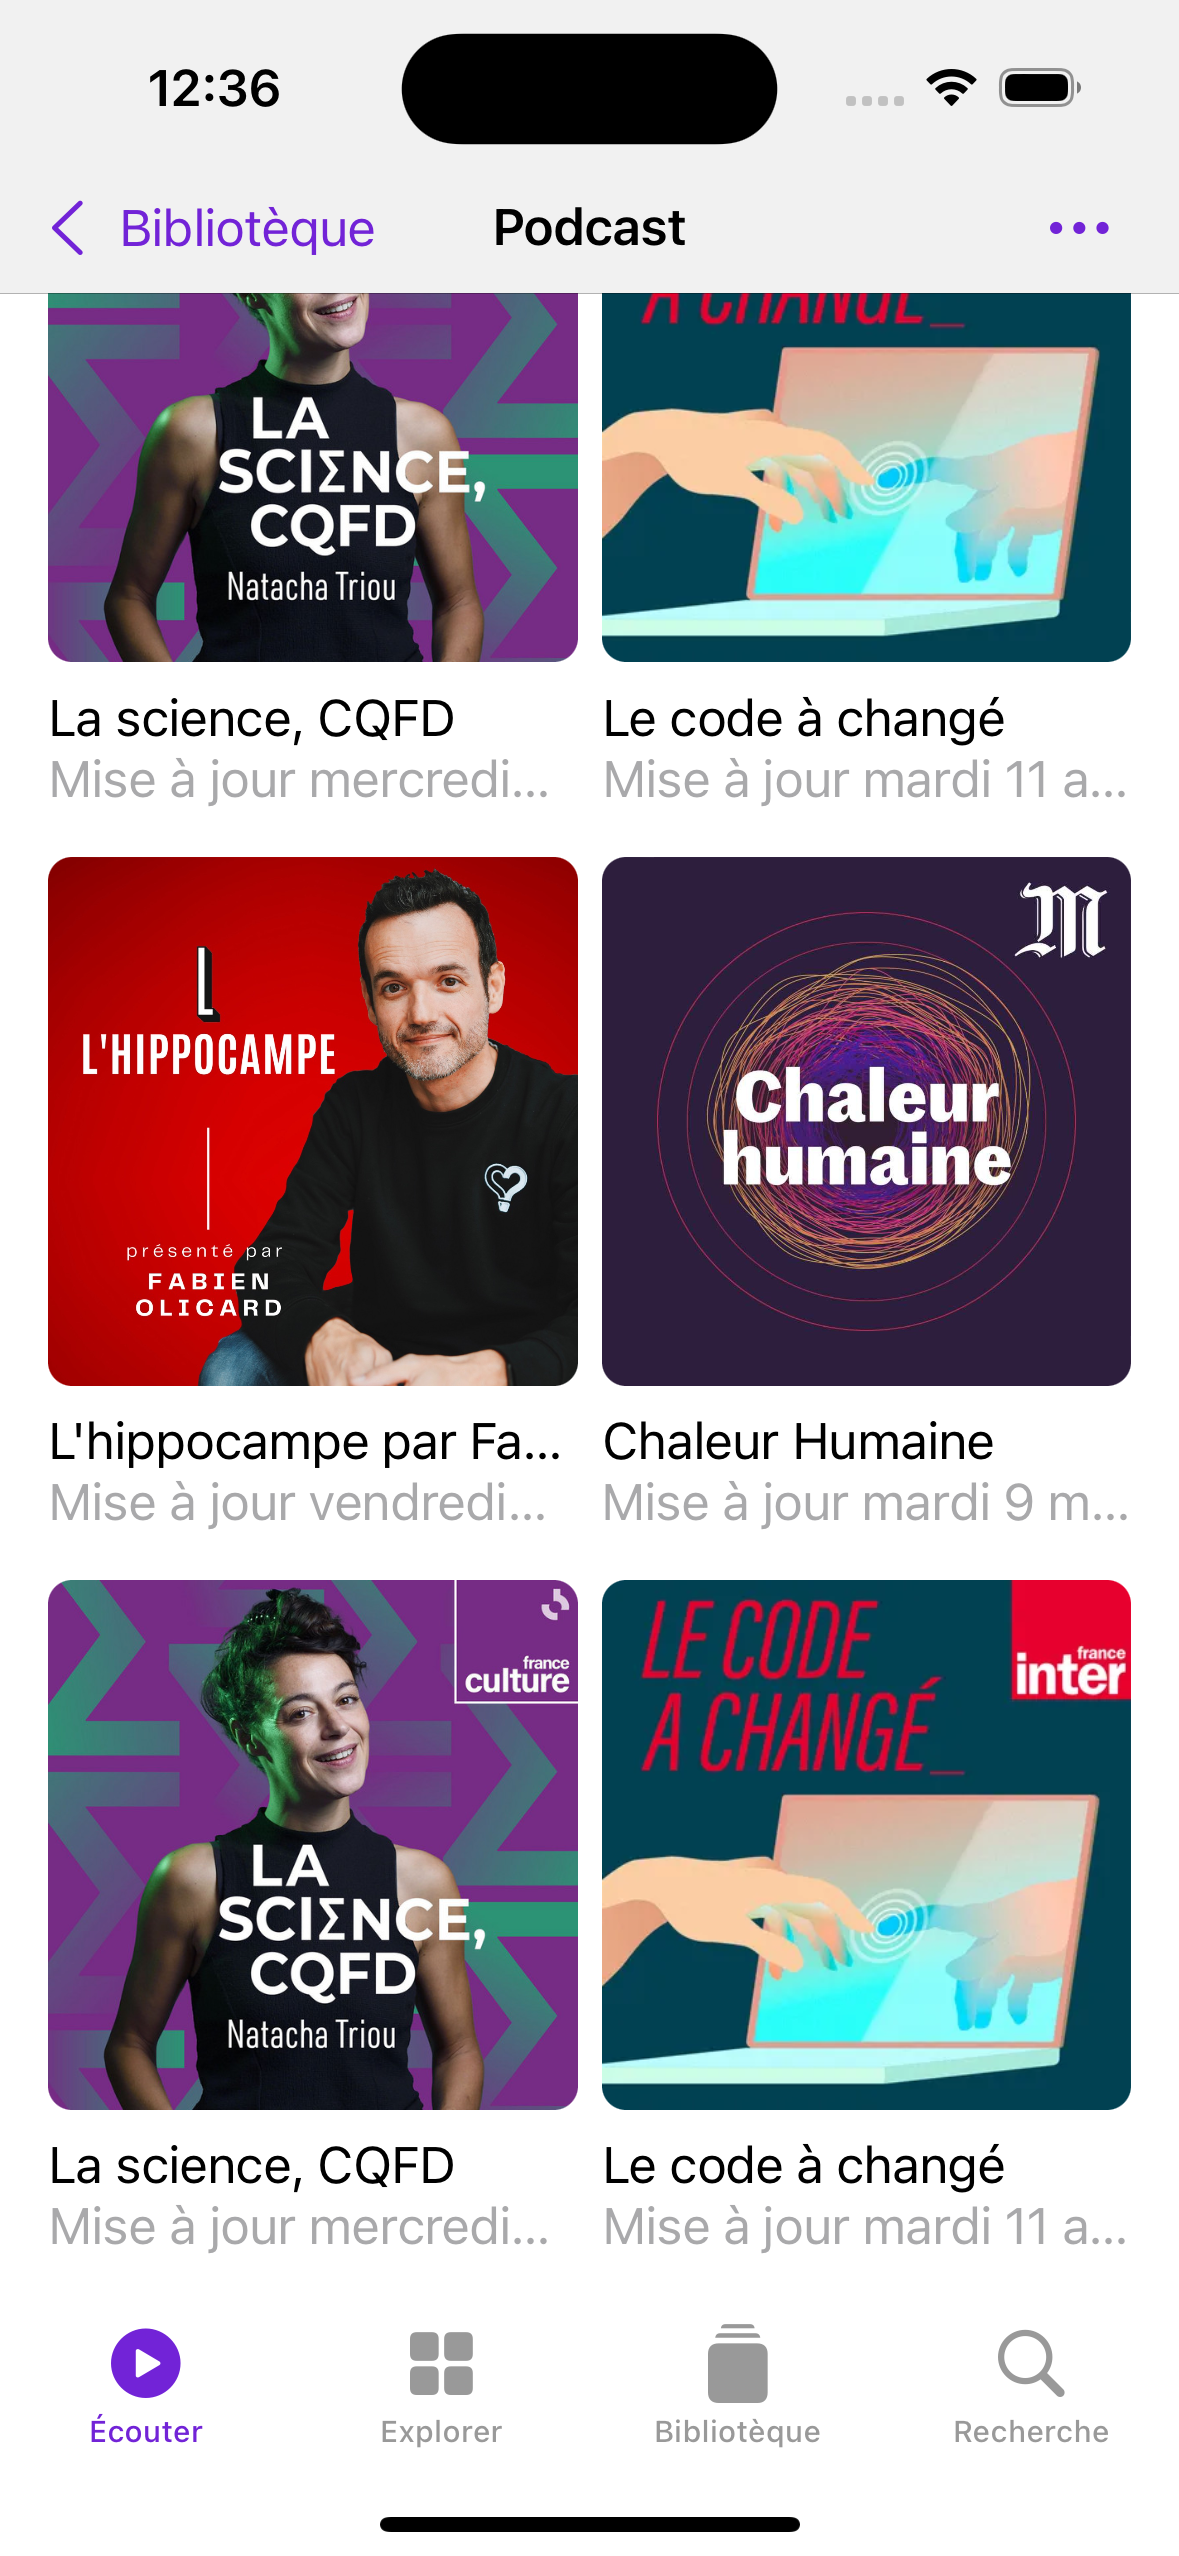 12:36
Bibliotèque
Podcast
A CHANGÉ_
LA
SCIΣNCE,
CQFD
Natacha Triou
La science, CQFD
Le code à changé
Mise à jour mercredi...
Mise à jour mardi 11 a...
L
L'HIPPOCAMPE
présenté par
FABIEN
OLICARD
M
Chaleur
humaine
L'hippocampe par Fa...
Chaleur Humaine
Mise à jour vendredi...
Mise à jour mardi 9 m...
france
culture
LA
SCIΣNCE,
CQFD
Natacha Triou
LE CODE
A CHANGÉ_
france
inter
La science, CQFD
Le code à changé
Mise à jour mercredi...
Mise à jour mardi 11 a...
Écouter
Explorer
Bibliotèque
Recherche